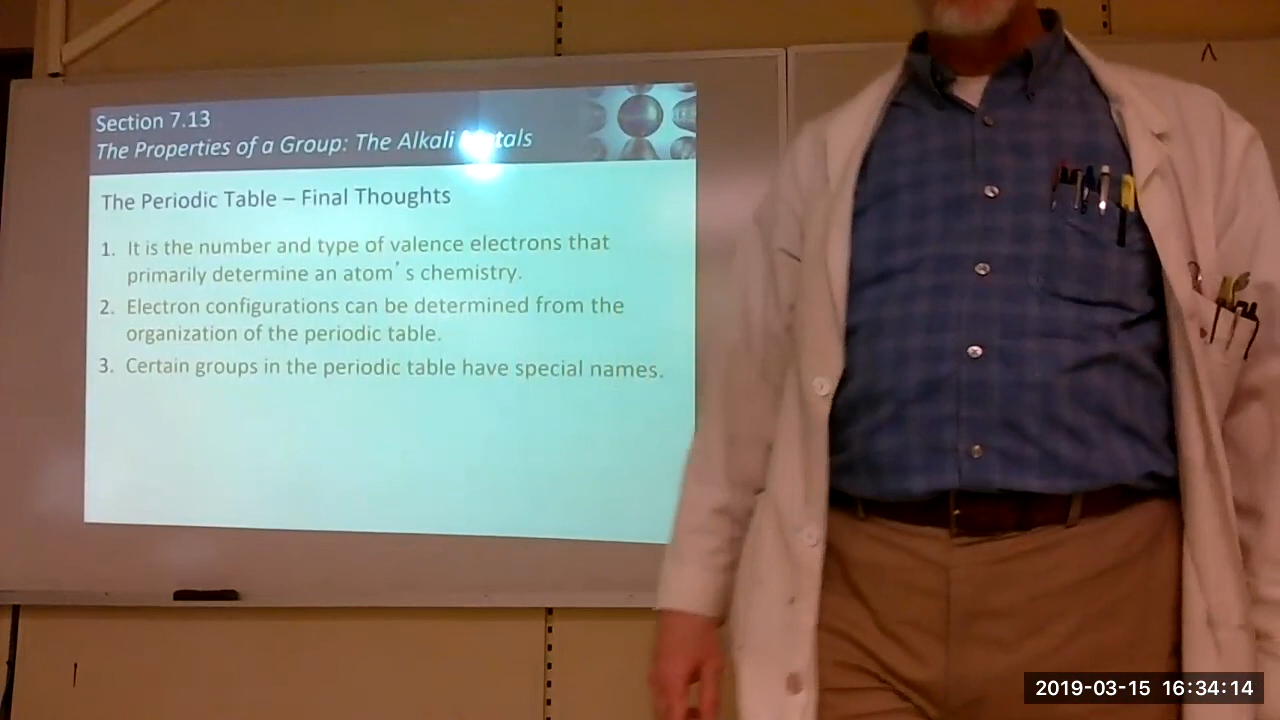 Section 7.13
The Properties of a Group: The Alkali Metals
The Periodic Table – Final Thoughts
1. It is the number and type of valence electrons that
primarily determine an atom’s chemistry.
2. Electron configurations can be determined from the
organization of the periodic table.
3. Certain groups in the periodic table have special names.
2019-03-15 16:34:14